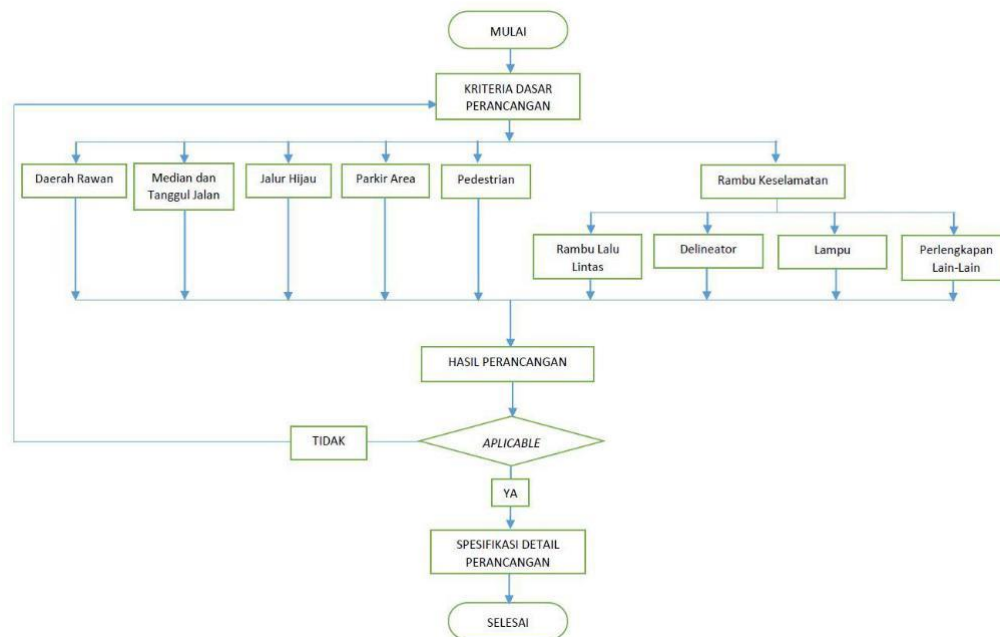 MULAI
KRITERIA DASAR
PERANCANGAN
Daerah Rawan
Median dan
Tanggul Jalan
Jalur Hijau
Parkir Area
Pedestrian
Rambu Keselamatan
Rambu Lalu
Lintas
Delineator
Lampu
Perlengkapan
Lain-Lain
HASIL PERANCANGAN
TIDAK
APLICABLE
YA
SPESIFIKASI DETAIL
PERANCANGAN
SELESAI